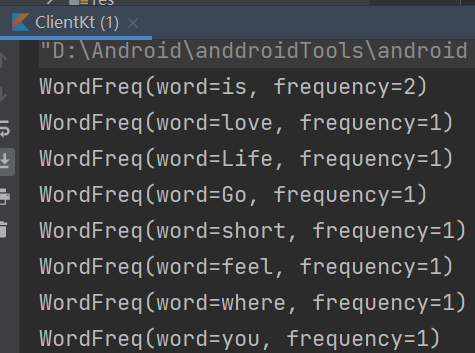 ClientKt (1)
"D:\Android\anddroidTools\android
WordFreq(word=is, frequency=2)
WordFreq(word=love, frequency=1)
WordFreq(word=Life, frequency=1)
WordFreq(word=Go, frequency=1)
WordFreq(word=short, frequency=1)
WordFreq(word=feel, frequency=1)
WordFreq(word=where, frequency=1)
WordFreq(word=you, frequency=1)